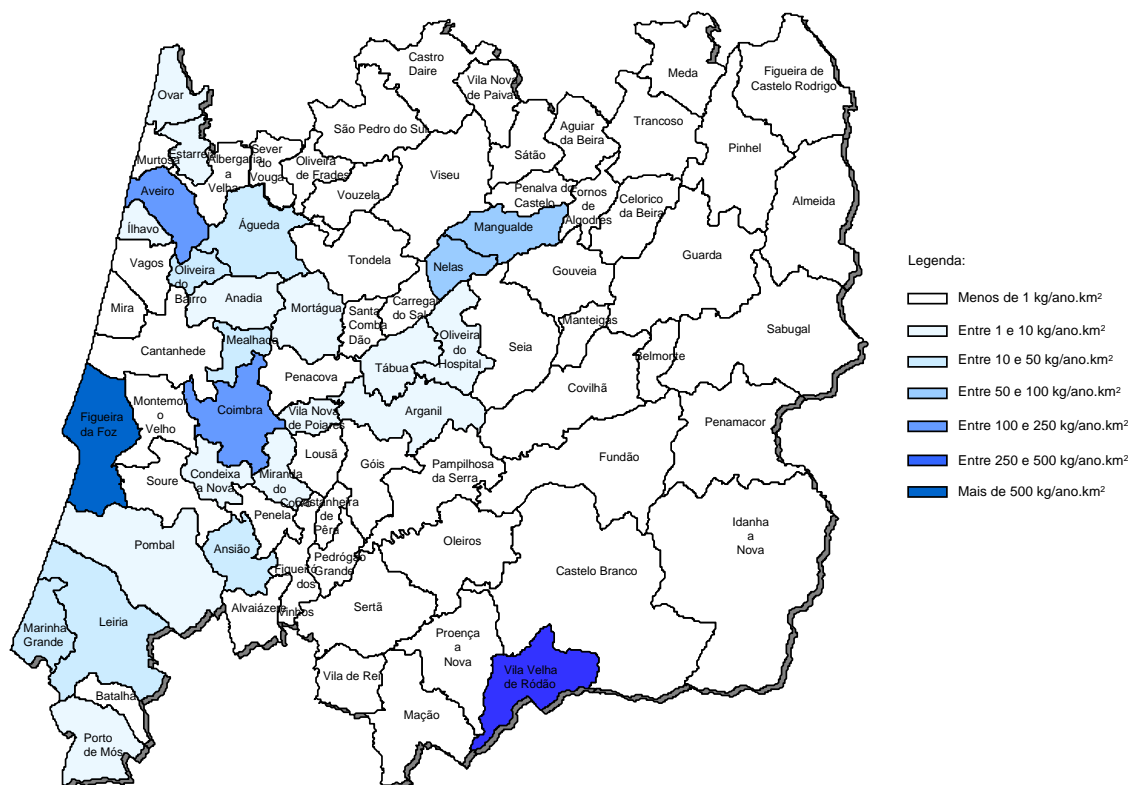 Castro
Daire
Vila Nova
de Paiva
Meda
Figueira de
Castelo Rodrigo
Ovar
São Pedro do Sul
Aguiar
da Beira
Trancoso
Pinhel
Murtosa
Estarreja
Albergaria
a
Velha
Sever
do
Vouga
Oliveira
de Frades
Vouzela
Viseu
Sátão
Penalva do
Castelo
Fornos
de
Algodres
Celorico
da Beira
Almeida
Aveiro
Ílhavo
Águeda
Mangualde
Tondela
Nelas
Gouveia
Guarda
Vagos
Oliveira
do
Bairro
Anadia
Mortágua
Santa
Comba
Dão
Carregal
do Sal
Mira
Cantanhede
Mealhada
Oliveira
do
Hospital
Manteigas
Seia
Belmonte
Sabugal
Penacova
Tábua
Covilhã
Figueira
da Foz
Montemor
o
Velho
Coimbra
Vila Nova
de Poiares
Arganil
Penamacor
Lousã
Góis
Pampilhosa
da Serra
Fundão
Soure
Condeixa
a Nova
Miranda
do
Corvo
Castanheira
de
Pêra
Penela
Idanha
a
Nova
Pombal
Ansião
Figueiró
dos
Vinhos
Pedrógão
Grande
Oleiros
Castelo Branco
Alvaiázere
Sertã
Marinha
Grande
Leiria
Proença
a
Nova
Vila de Rei
Vila Velha
de Ródão
Batalha
Mação
Porto
de Mós
Legenda:
Menos de 1 kg/ano.km²
Entre 1 e 10 kg/ano.km²
Entre 10 e 50 kg/ano.km²
Entre 50 e 100 kg/ano.km²
Entre 100 e 250 kg/ano.km²
Entre 250 e 500 kg/ano.km²
Mais de 500 kg/ano.km²